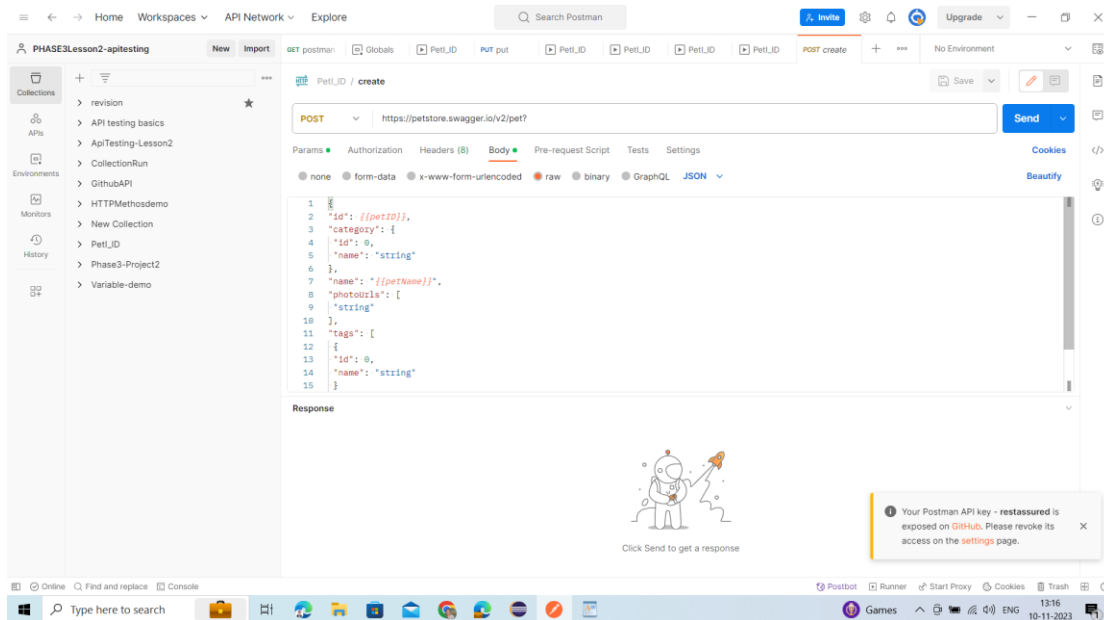 Home Workspaces API Network Explore Search Postman Invite Upgrade
PHASE3Lesson2-apitesting New Import GET postman Globals PetI_ID PUT put PetI_ID PetI_ID PetI_ID PetI_ID POST create No Environment
Collections
APIs
Environments
Monitors
History
revision
API testing basics
ApiTesting-Lesson2
CollectionRun
GithubAPI
HTTPMethosdemo
New Collection
PetI_ID
Phase3-Project2
Variable-demo
HTTP PetI_ID / create Save
POST https://petstore.swagger.io/v2/pet? Send
Params Authorization Headers (8) Body Pre-request Script Tests Settings Cookies
none form-data x-www-form-urlencoded raw binary GraphQL JSON Beautify
1 {
2 "id": {{petID}},
3 "category": {
4 "id": 0,
5 "name": "string"
6 },
7 "name": "{{petName}}",
8 "photoUrls": [
9 "string"
10 ],
11 "tags": [
12 {
13 "id": 0,
14 "name": "string"
15 }
Response
Click Send to get a response
Your Postman API key - restassured is
exposed on GitHub. Please revoke its
access on the settings page.
Online Find and replace Console Postbot Runner Start Proxy Cookies Trash
Type here to search Games ENG 13:16
10-11-2023